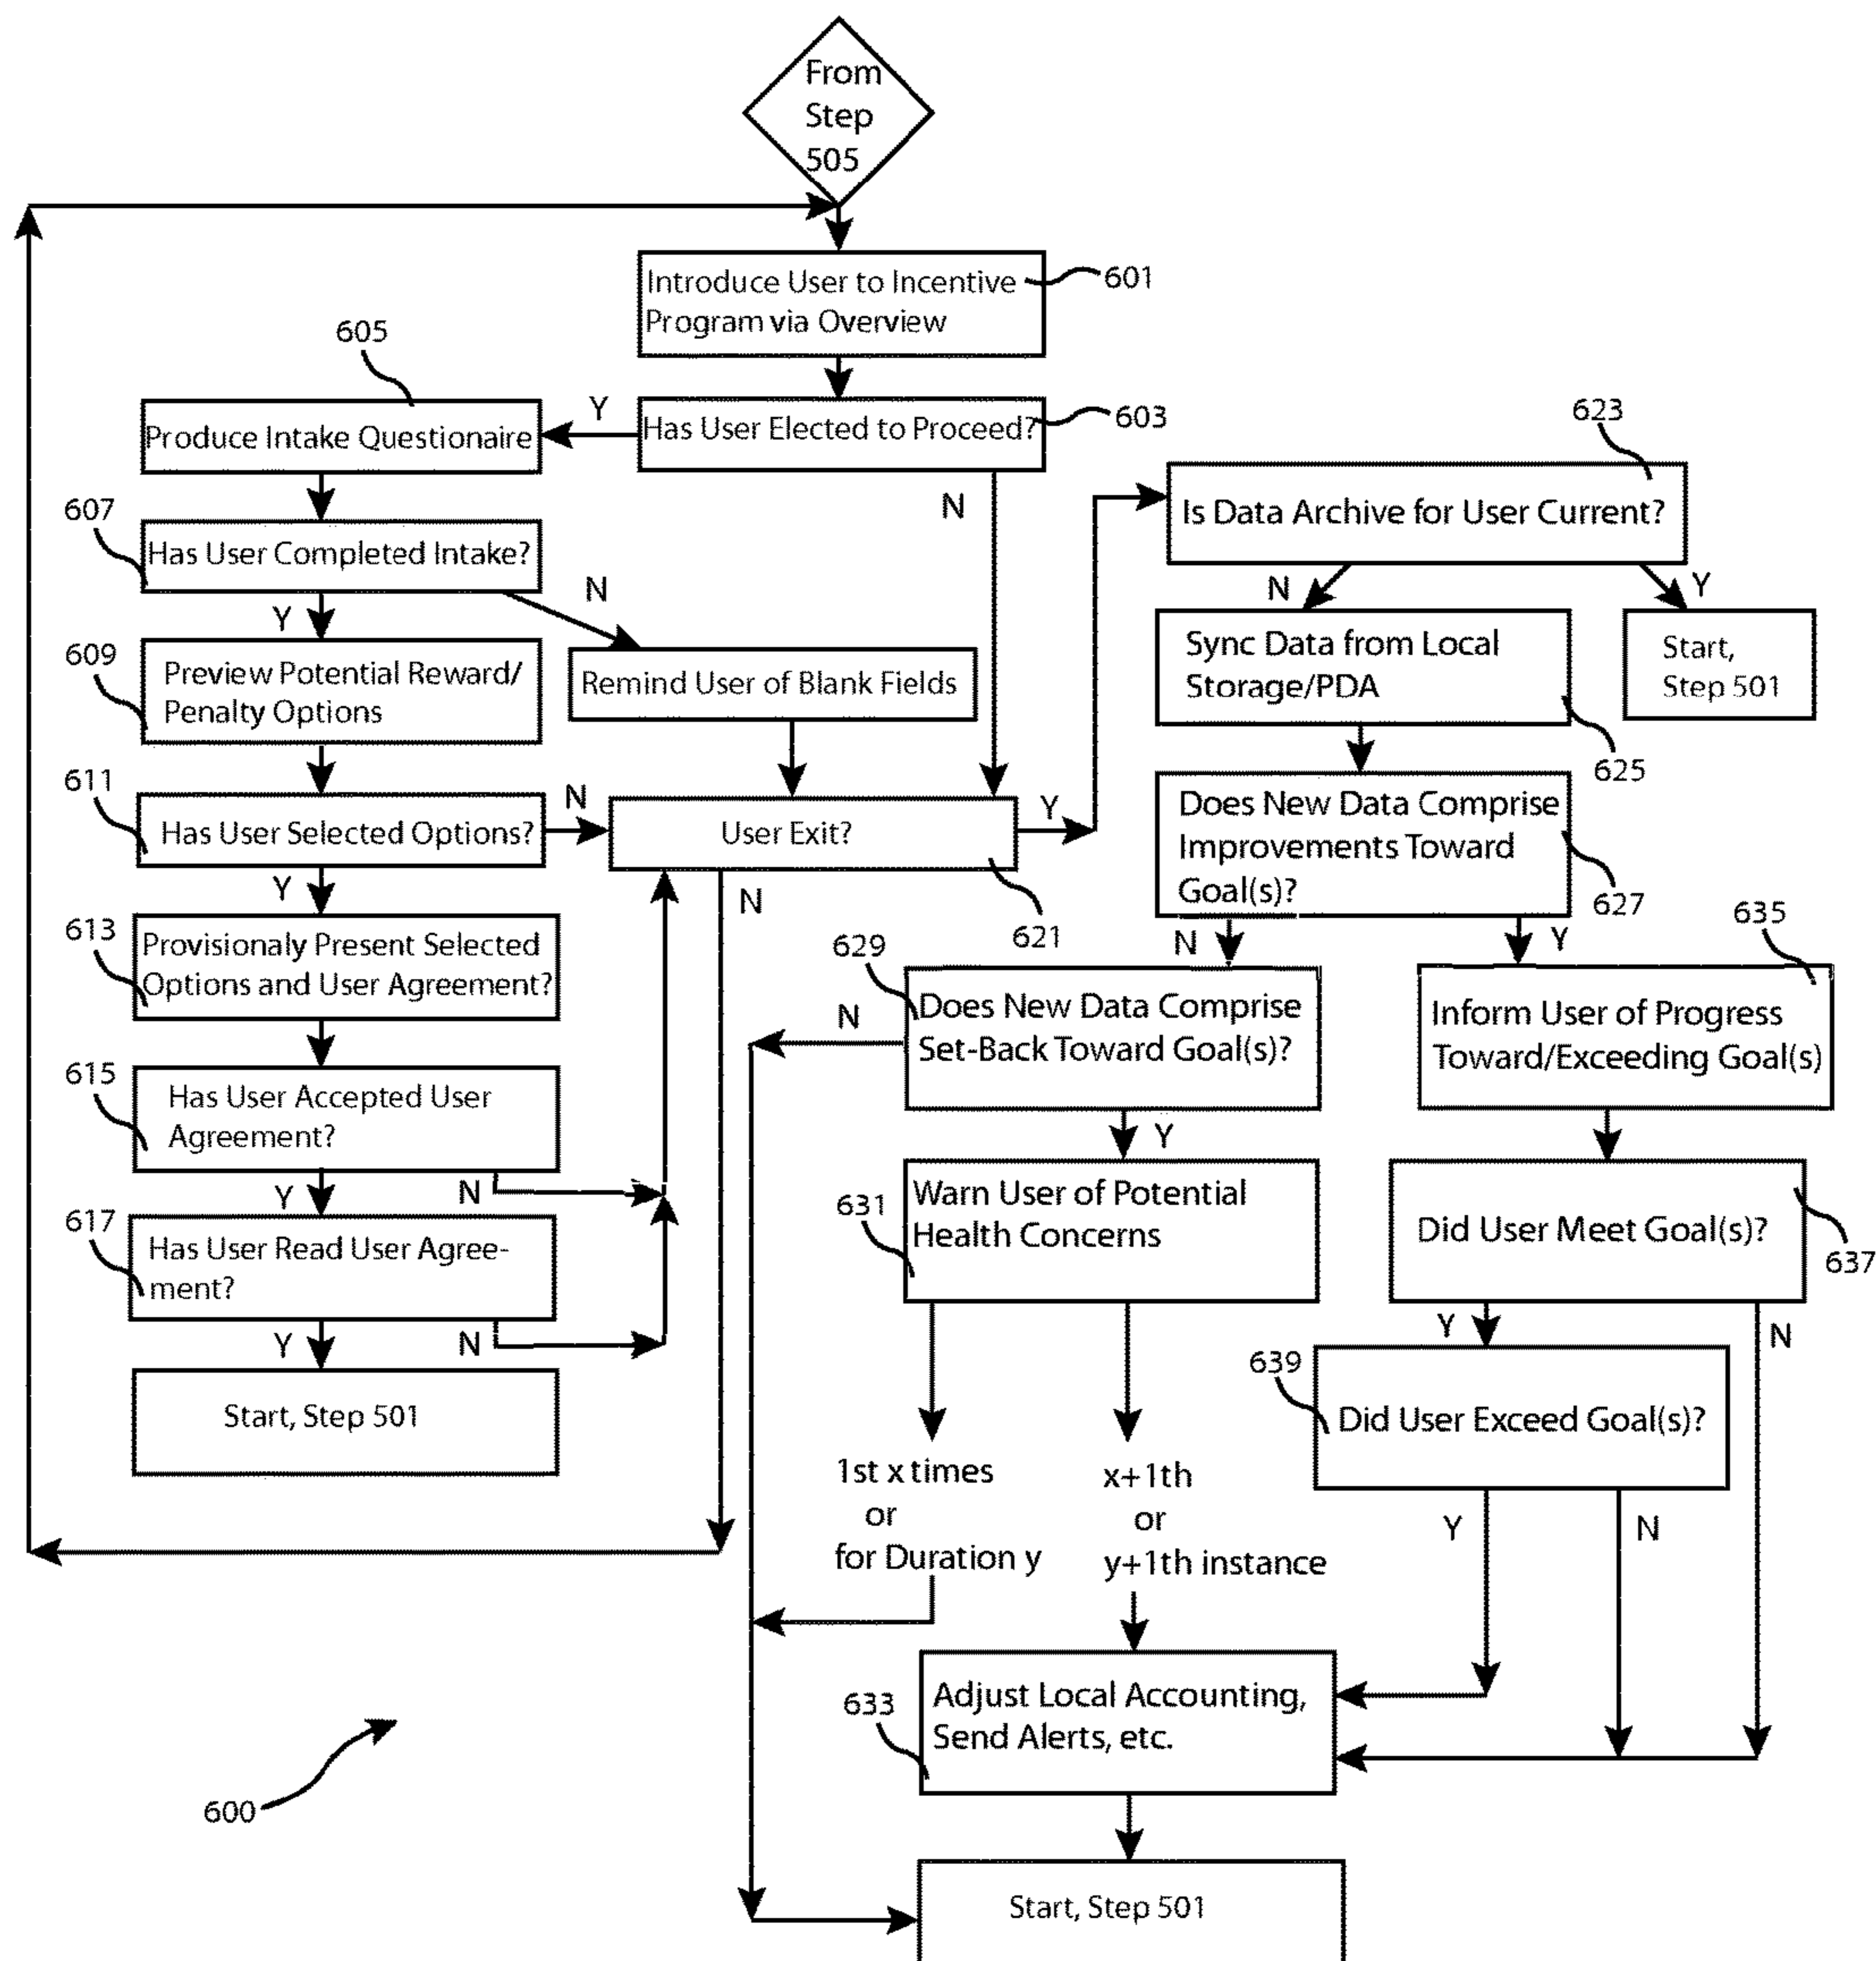 From
Step
505
Introduce User to Incentive
Program via Overview
601
605
Produce Intake Questionaire
Y
Has User Elected to Proceed?
603
N
623
Is Data Archive for User Current?
607
Has User Completed Intake?
N
Y
N
Y
609
Preview Potential Reward/
Penalty Options
Remind User of Blank Fields
Sync Data from Local
Storage/PDA
625
Start,
Step 501
611
Has User Selected Options?
N
User Exit?
621
Y
N
Does New Data Comprise
Improvements Toward
Goal(s)?
627
Y
613
Provisionaly Present Selected
Options and User Agreement?
N
Y
629
Does New Data Comprise
Set-Back Toward Goal(s)?
N
635
Inform User of Progress
Toward/Exceeding Goal(s)
615
Has User Accepted User
Agreement?
Y
Y
N
631
Warn User of Potential
Health Concerns
Did User Meet Goal(s)?
637
617
Has User Read User Agree-
ment?
Y
N
Y
N
Start, Step 501
639
Did User Exceed Goal(s)?
1st x times
or
for Duration y
x+1th
or
y+1th instance
Y
N
633
Adjust Local Accounting,
Send Alerts, etc.
600
Start, Step 501